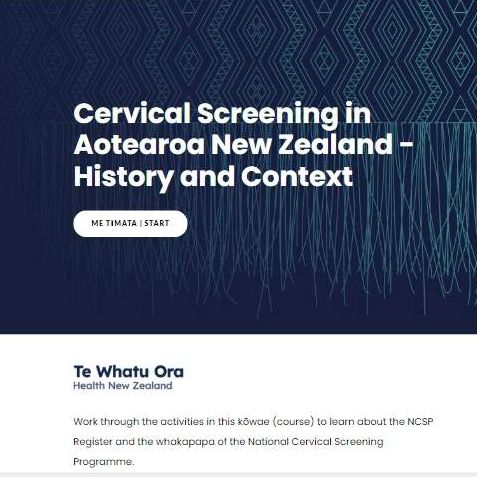 Cervical Screening in
Aotearoa New Zealand -
History and Context
ME TIMATA | START
Te Whatu Ora
Health New Zealand
Work through the activities in this kōwae (course) to learn about the NCSP
Register and the whakapapa of the National Cervical Screening
Programme.